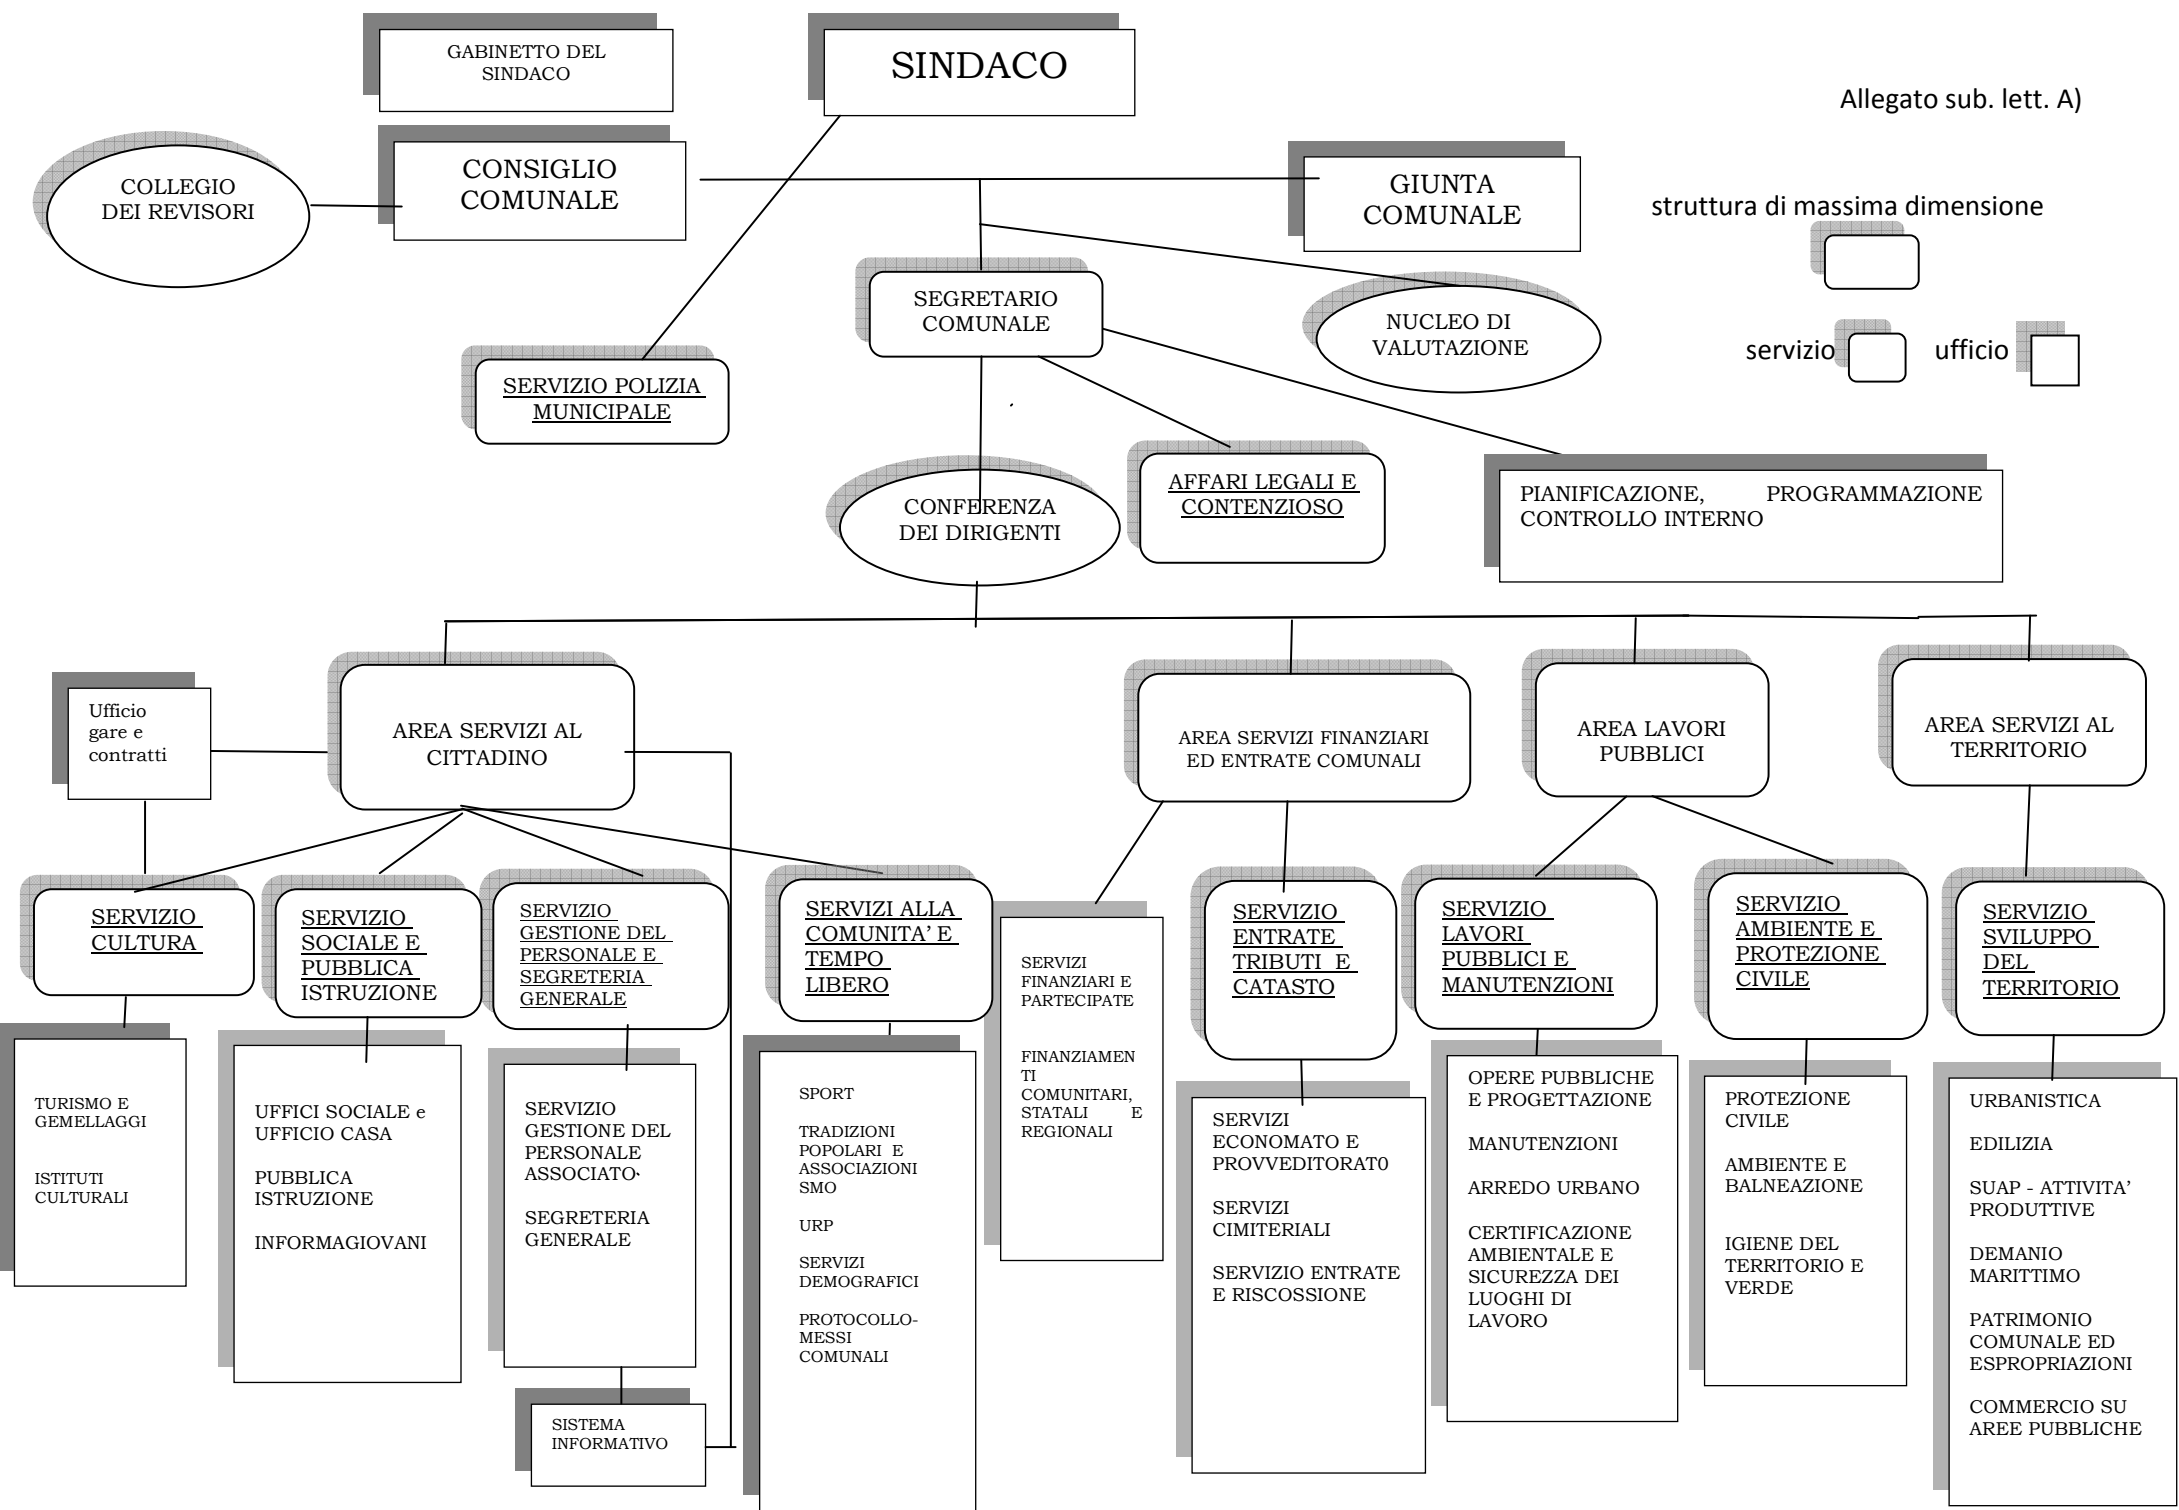 GABINETTO DEL
SINDACO
SINDACO
Allegato sub. lett. A)
COLLEGIO
DEI REVISORI
CONSIGLIO
COMUNALE
GIUNTA
COMUNALE
struttura di massima dimensione
SEGRETARIO
COMUNALE
NUCLEO DI
VALUTAZIONE
servizio
ufficio
SERVIZIO POLIZIA
MUNICIPALE
CONFERENZA
DEI DIRIGENTI
AFFARI LEGALI E
CONTENZIOSO
PIANIFICAZIONE, PROGRAMMAZIONE
CONTROLLO INTERNO
Ufficio
gare e
contratti
AREA SERVIZI AL
CITTADINO
AREA SERVIZI FINANZIARI
ED ENTRATE COMUNALI
AREA LAVORI
PUBBLICI
AREA SERVIZI AL
TERRITORIO
SERVIZIO
CULTURA
SERVIZIO
SOCIALE E
PUBBLICA
ISTRUZIONE
SERVIZIO
GESTIONE DEL
PERSONALE E
SEGRETERIA
GENERALE
SERVIZI ALLA
COMUNITA' E
TEMPO
LIBERO
SERVIZI
FINANZIARI E
PARTECIPATE
FINANZIAMEN
TI
COMUNITARI,
STATALI E
REGIONALI
SERVIZIO
ENTRATE
TRIBUTI E
CATASTO
SERVIZIO
LAVORI
PUBBLICI E
MANUTENZIONI
SERVIZIO
AMBIENTE E
PROTEZIONE
CIVILE
SERVIZIO
SVILUPPO
DEL
TERRITORIO
TURISMO E
GEMELLAGGI
ISTITUTI
CULTURALI
UFFICI SOCIALE e
UFFICIO CASA
PUBBLICA
ISTRUZIONE
INFORMAGIOVANI
SERVIZIO
GESTIONE DEL
PERSONALE
ASSOCIATO`
SEGRETERIA
GENERALE
SISTEMA
INFORMATIVO
SPORT
TRADIZIONI
POPOLARI E
ASSOCIAZIONI
SMO
URP
SERVIZI
DEMOGRAFICI
PROTOCOLLO-
MESSI
COMUNALI
SERVIZI
ECONOMATO E
PROVVEDITORAT0
SERVIZI
CIMITERIALI
SERVIZIO ENTRATE
E RISCOSSIONE
OPERE PUBBLICHE
E PROGETTAZIONE
MANUTENZIONI
ARREDO URBANO
CERTIFICAZIONE
AMBIENTALE E
SICUREZZA DEI
LUOGHI DI
LAVORO
PROTEZIONE
CIVILE
AMBIENTE E
BALNEAZIONE
IGIENE DEL
TERRITORIO E
VERDE
URBANISTICA
EDILIZIA
SUAP - ATTIVITA'
PRODUTTIVE
DEMANIO
MARITTIMO
PATRIMONIO
COMUNALE ED
ESPROPRIAZIONI
COMMERCIO SU
AREE PUBBLICHE